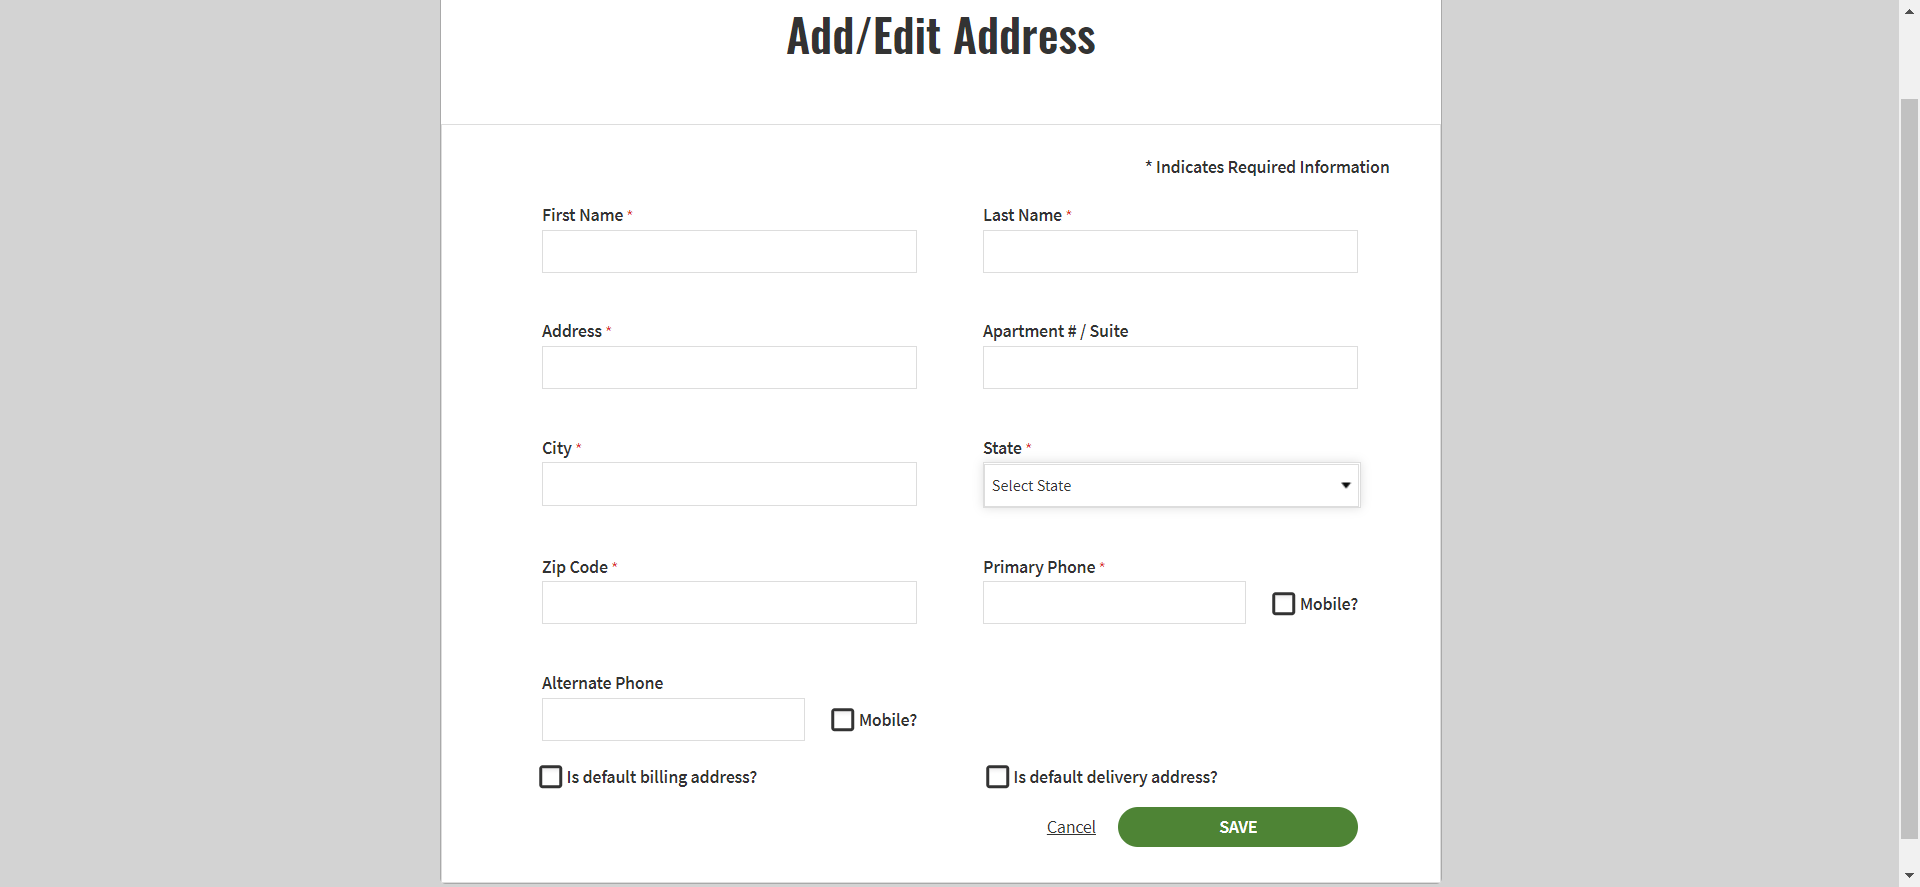 Add/Edit Address
* Indicates Required Information
First Name *
Last Name *
Address *
Apartment # / Suite
City *
State *
Select State
Zip Code *
Primary Phone *
Mobile?
Alternate Phone
Mobile?
Is default billing address?
Is default delivery address?
Cancel
SAVE